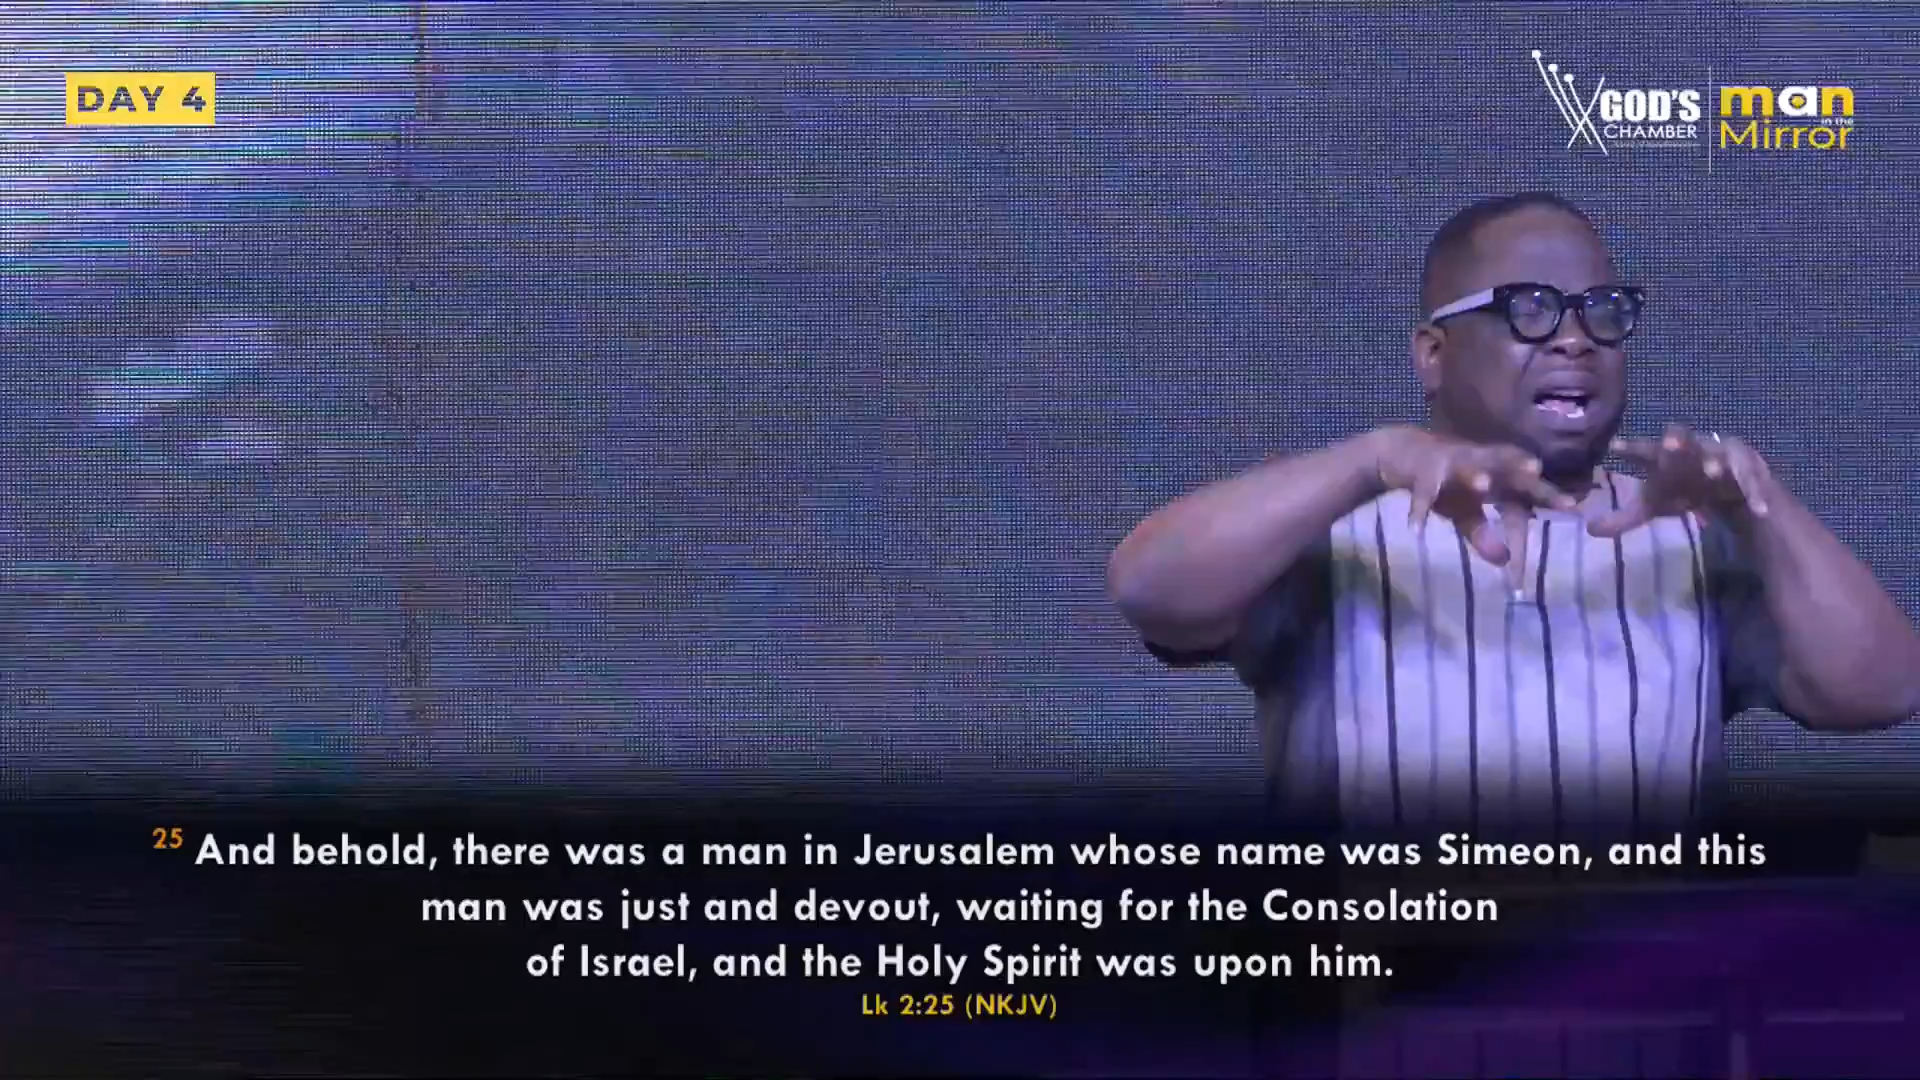 DAY 4
GOD'S
CHAMBER
man
in the
Mirror
25 And behold, there was a man in Jerusalem whose name was Simeon, and this
man was just and devout, waiting for the Consolation
of Israel, and the Holy Spirit was upon him.
Lk 2:25 (NKJV)